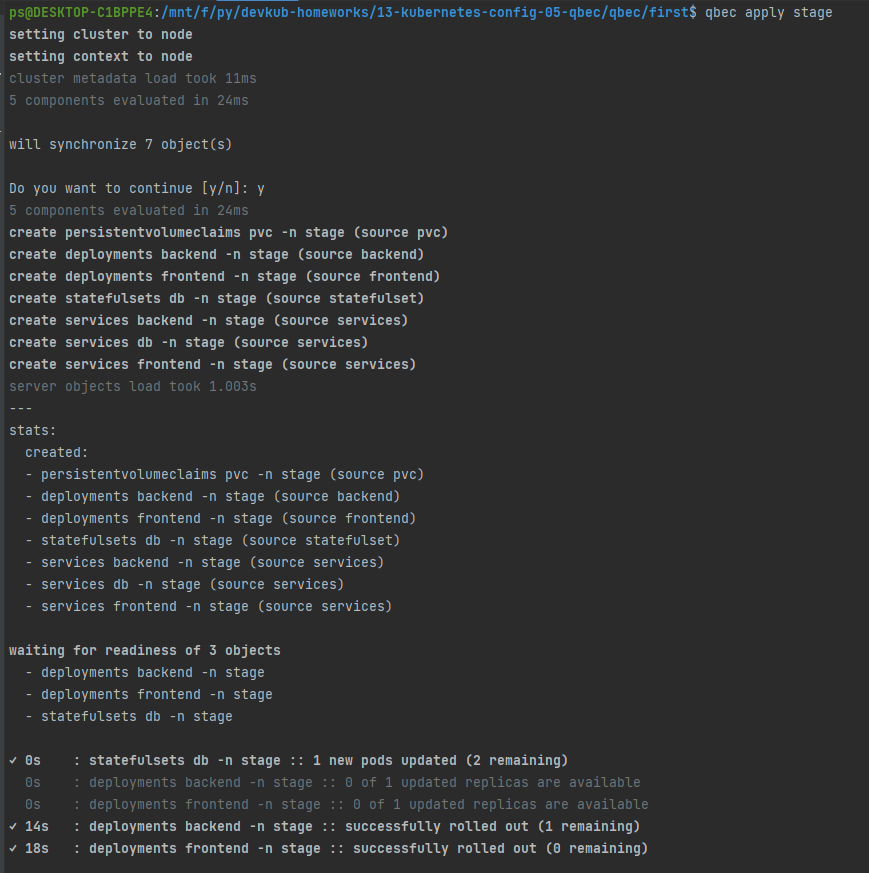 ps@DESKTOP-C1BPPE4:/mnt/f/py/devkub-homeworks/13-kubernetes-config-05-qbec/qbec/first$ qbec apply stage
setting cluster to node
setting context to node
cluster metadata load took 11ms
5 components evaluated in 24ms

will synchronize 7 object(s)

Do you want to continue [y/n]: y
5 components evaluated in 24ms
create persistentvolumeclaims pvc -n stage (source pvc)
create deployments backend -n stage (source backend)
create deployments frontend -n stage (source frontend)
create statefulsets db -n stage (source statefulset)
create services backend -n stage (source services)
create services db -n stage (source services)
create services frontend -n stage (source services)
server objects load took 1.003s
---
stats:
  created:
  - persistentvolumeclaims pvc -n stage (source pvc)
  - deployments backend -n stage (source backend)
  - deployments frontend -n stage (source frontend)
  - statefulsets db -n stage (source statefulset)
  - services backend -n stage (source services)
  - services db -n stage (source services)
  - services frontend -n stage (source services)

waiting for readiness of 3 objects
  - deployments backend -n stage
  - deployments frontend -n stage
  - statefulsets db -n stage

✓ 0s    : statefulsets db -n stage :: 1 new pods updated (2 remaining)
  0s    : deployments backend -n stage :: 0 of 1 updated replicas are available
  0s    : deployments frontend -n stage :: 0 of 1 updated replicas are available
✓ 14s   : deployments backend -n stage :: successfully rolled out (1 remaining)
✓ 18s   : deployments frontend -n stage :: successfully rolled out (0 remaining)